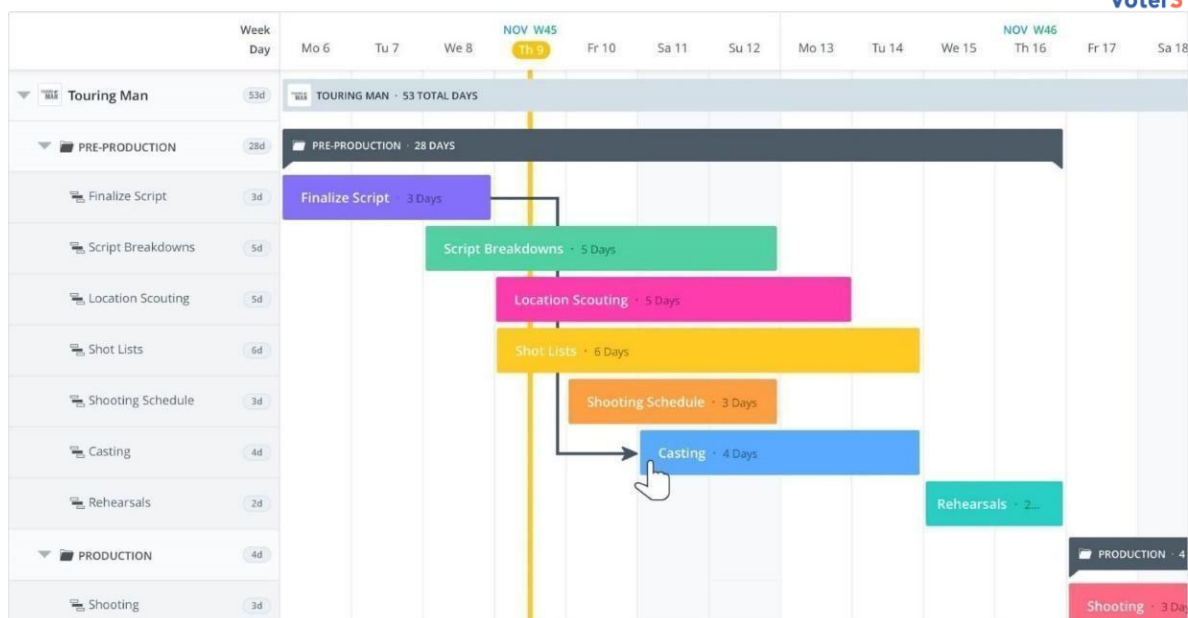 VoterS
Week NOV W45 NOV W46
Day Mo 6 Tu 7 We 8 Th 9 Fr 10 Sa 11 Su 12 Mo 13 Tu 14 We 15 Th 16 Fr 17 Sa 18
Touring Man 53d TOURING MAN · 53 TOTAL DAYS
PRE-PRODUCTION 28d PRE-PRODUCTION · 28 DAYS
Finalize Script 3d Finalize Script · 3 Days
Script Breakdowns 5d Script Breakdowns · 5 Days
Location Scouting 5d Location Scouting · 5 Days
Shot Lists 6d Shot Lists · 6 Days
Shooting Schedule 3d Shooting Schedule · 3 Days
Casting 4d Casting · 4 Days
Rehearsals 2d Rehearsals · 2...
PRODUCTION 4d PRODUCTION · 4
Shooting 3d Shooting · 3 Day